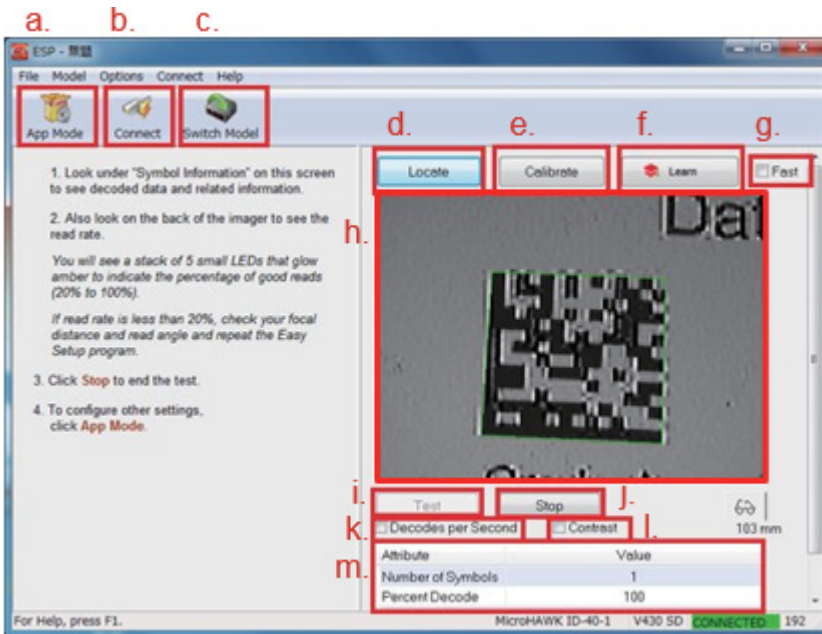 a. b. c.
ESP - 無題
File Model Options Connect Help
App Mode Connect Switch Model
d. e. f. g.
Locate Calibrate Learn Fast
1. Look under "Symbol Information" on this screen
to see decoded data and related information.
2. Also look on the back of the imager to see the
read rate.
You will see a stack of 5 small LEDs that glow
amber to indicate the percentage of good reads
(20% to 100%).
If read rate is less than 20%, check your focal
distance and read angle and repeat the Easy
Setup program.
3. Click Stop to end the test.
4. To configure other settings,
click App Mode.
h.
Dat
i. Test Stop j.
k. Decodes per Second Contrast l.
103 mm
m.
Attribute Value
Number of Symbols 1
Percent Decode 100
For Help, press F1. MicroHAWK ID-40-1 V430 SD CONNECTED 192